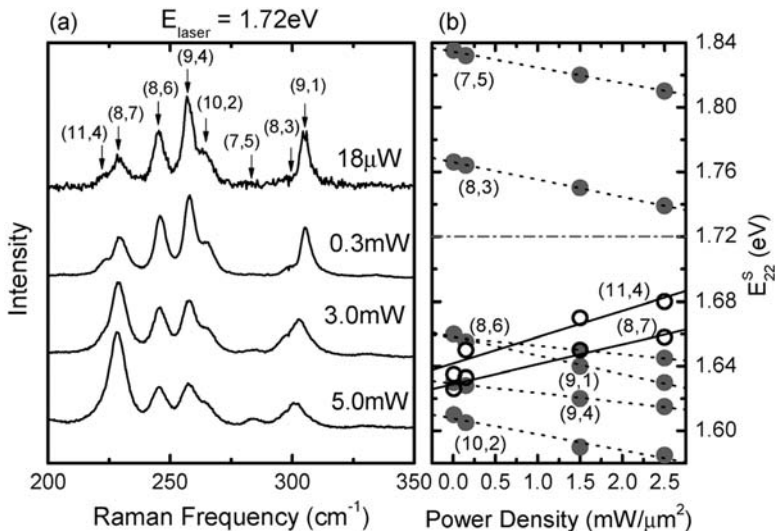 (a)
E_laser = 1.72eV
(9,4)
(9,1)
(8,6)
(8,7)
(10,2)
(11,4)
(7,5)
(8,3)
18μW
0.3mW
3.0mW
5.0mW
Intensity
200 250 300 350
Raman Frequency (cm⁻¹)
(b)
(7,5)
(8,3)
(11,4)
(8,6)
(8,7)
(9,1)
(9,4)
(10,2)
1.84
1.80
1.76
1.72
1.68
1.64
1.60
E₂₂ˢ (eV)
0.0 0.5 1.0 1.5 2.0 2.5
Power Density (mW/μm²)